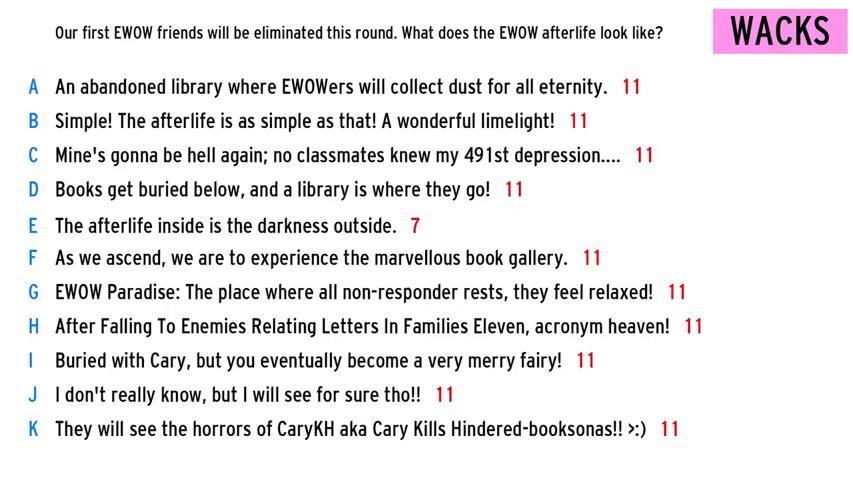 Our first EWOW friends will be eliminated this round. What does the EWOW afterlife look like?
WACKS
A An abandoned library where EWOWers will collect dust for all eternity. 11
B Simple! The afterlife is as simple as that! A wonderful limelight! 11
C Mine's gonna be hell again; no classmates knew my 491st depression.... 11
D Books get buried below, and a library is where they go! 11
E The afterlife inside is the darkness outside. 7
F As we ascend, we are to experience the marvellous book gallery. 11
G EWOW Paradise: The place where all non-responder rests, they feel relaxed! 11
H After Falling To Enemies Relating Letters In Families Eleven, acronym heaven! 11
I Buried with Cary, but you eventually become a very merry fairy! 11
J I don't really know, but I will see for sure tho!! 11
K They will see the horrors of CaryKH aka Cary Kills Hindered-booksonas!! >:) 11